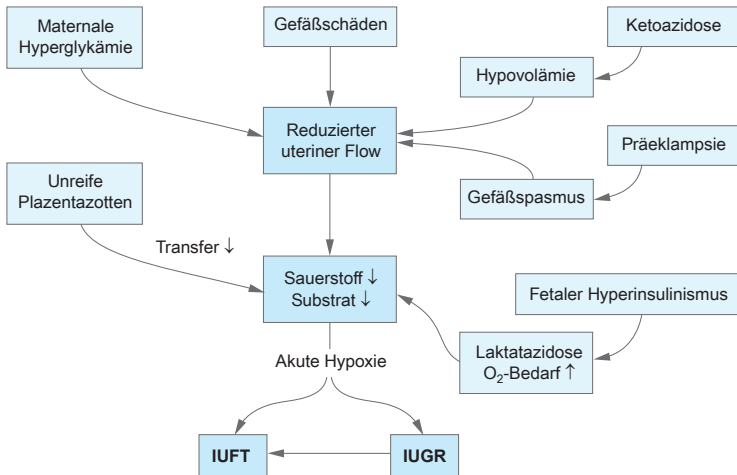 Maternale
Hyperglykämie
Gefäßschäden
Ketoazidose
Hypovolämie
Reduzierter
uteriner Flow
Präeklampsie
Unreife
Plazentazotten
Gefäßspasmus
Transfer ↓
Sauerstoff ↓
Substrat ↓
Fetaler Hyperinsulinismus
Laktatazidose
O₂-Bedarf ↑
Akute Hypoxie
IUFT
IUGR